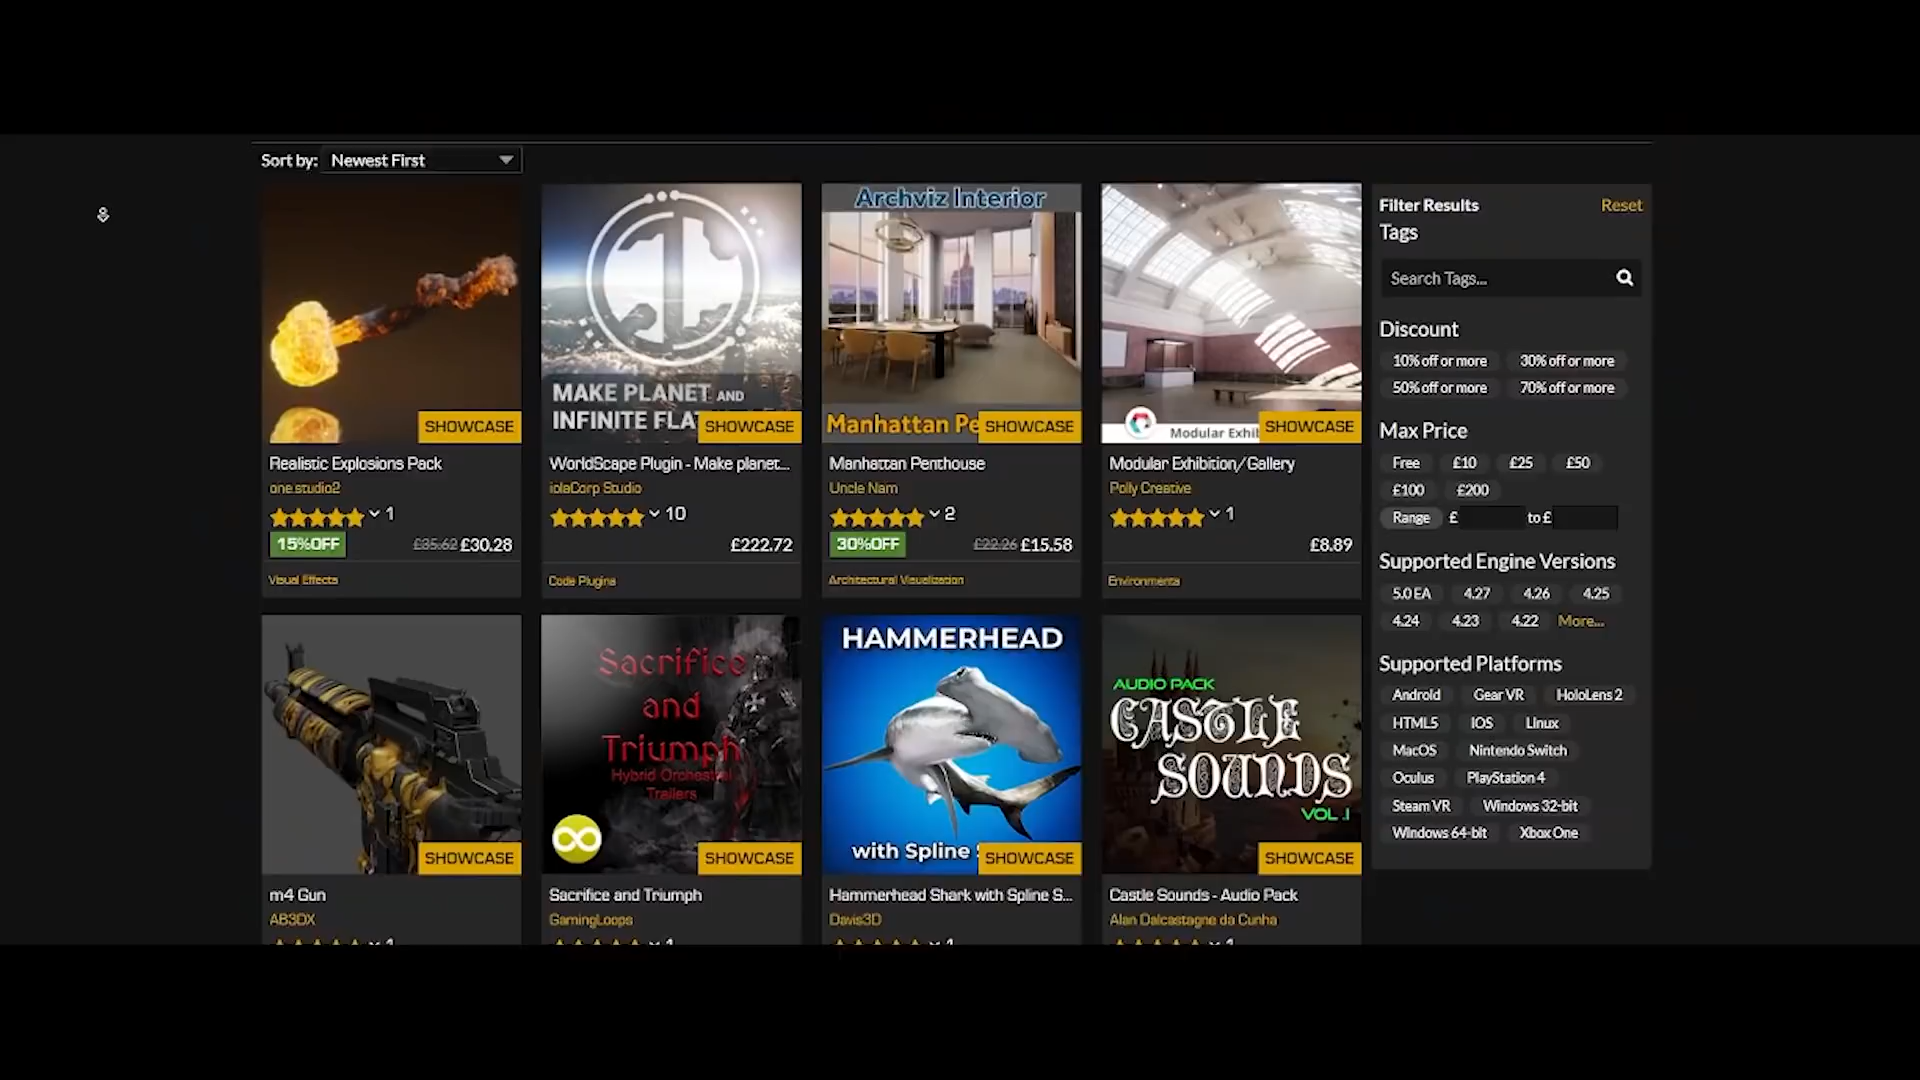 Sort by: Newest First
Archviz Interior
MAKE PLANET AND
INFINITE FLA
Manhattan Pe
Modular Exhib
SHOWCASE
SHOWCASE
SHOWCASE
SHOWCASE
Realistic Explosions Pack
one.studio2
1
15%OFF £35.62 £30.28
Visual Effects
WorldScape Plugin - Make planet...
iolaCorp Studio
10
£222.72
Code Plugins
Manhattan Penthouse
Uncle Nam
2
30%OFF £22.26 £15.58
Architectural Visualization
Modular Exhibition/Gallery
Polly Creative
1
£8.89
Environments
Sacrifice
and
Triumph
Hybrid Orchestral
Trailers
HAMMERHEAD
with Spline
AUDIO PACK
CASTLE
SOUNDS
VOL .I
SHOWCASE
SHOWCASE
SHOWCASE
SHOWCASE
m4 Gun
AB3DX
1
Sacrifice and Triumph
GamingLoops
1
Hammerhead Shark with Spline S...
Davis3D
1
Castle Sounds - Audio Pack
Alan Dalcastagne da Cunha
1
Filter Results Reset
Tags
Search Tags...
Discount
10% off or more 30% off or more
50% off or more 70% off or more
Max Price
Free £10 £25 £50
£100 £200
Range £ to £
Supported Engine Versions
5.0 EA 4.27 4.26 4.25
4.24 4.23 4.22 More...
Supported Platforms
Android Gear VR HoloLens 2
HTML5 IOS Linux
MacOS Nintendo Switch
Oculus PlayStation 4
Steam VR Windows 32-bit
Windows 64-bit Xbox One